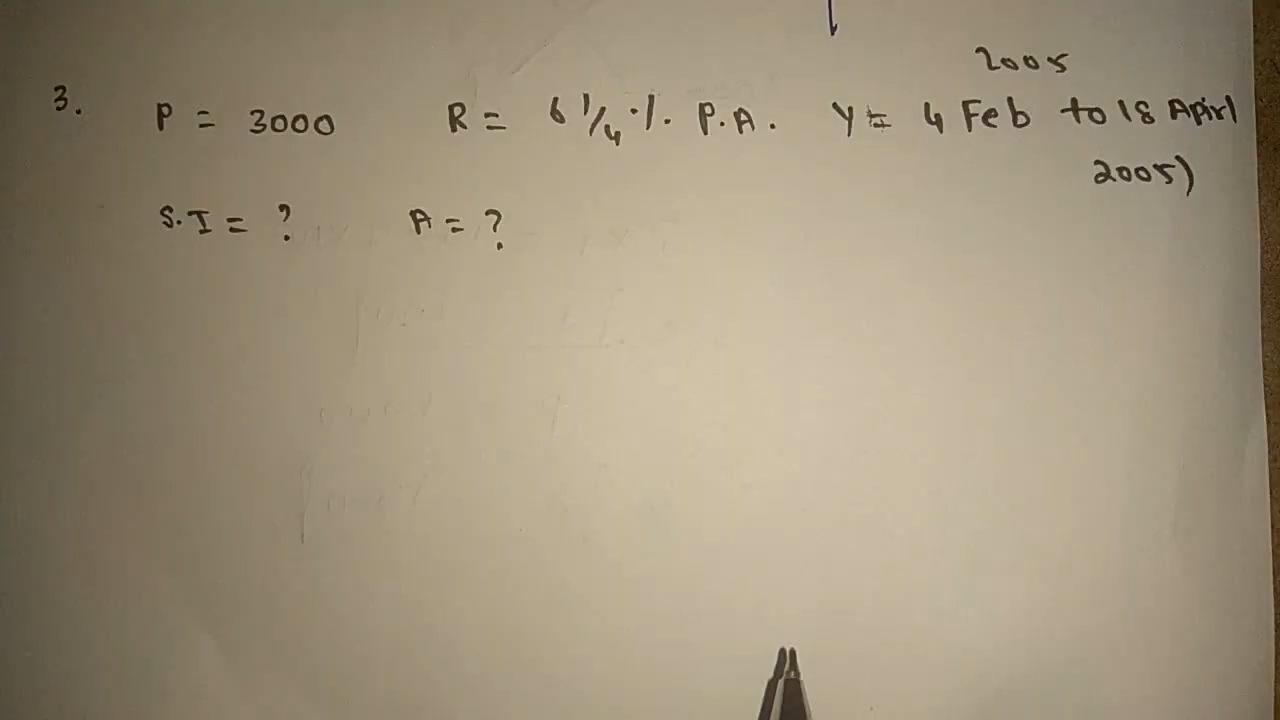 2005
3. P = 3000 R = 6 1/4 % P.A. Y = 4 Feb to 18 Apirl
2005)
S.I = ? A = ?